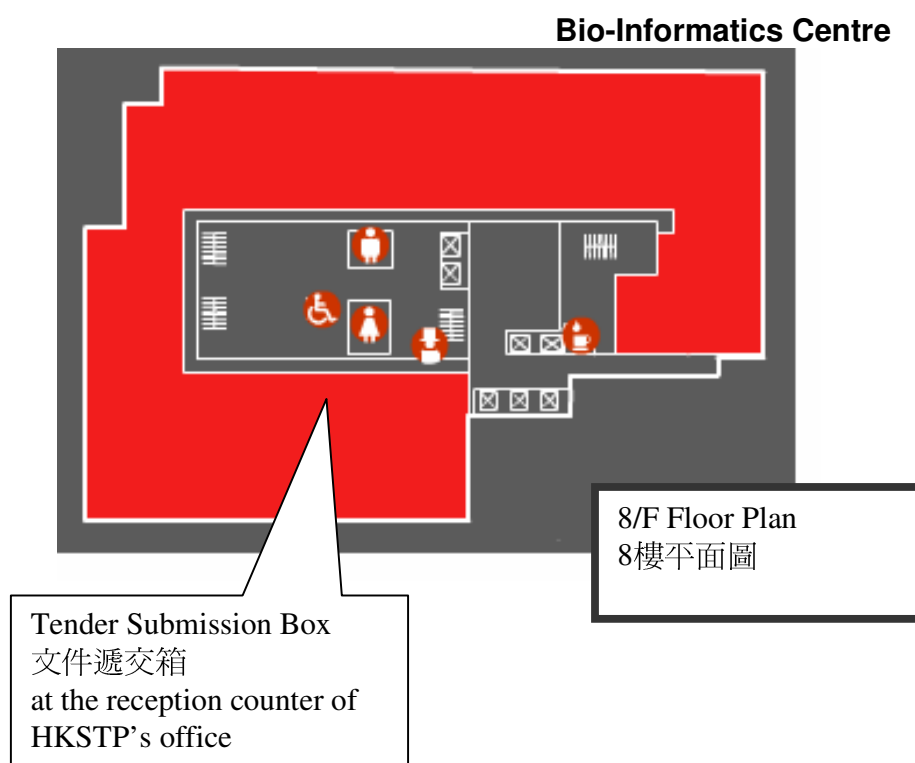 Bio-Informatics Centre
8/F Floor Plan
8樓平面圖
Tender Submission Box
文件遞交箱
at the reception counter of
HKSTP’s office